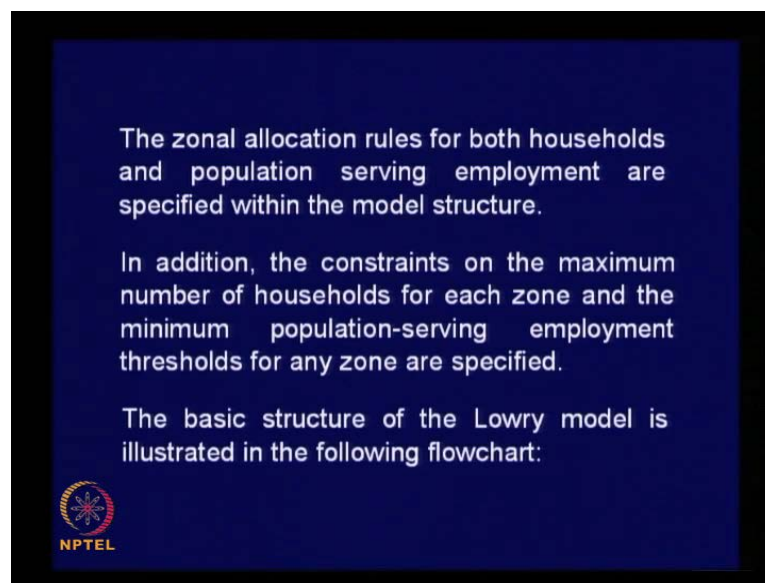 The zonal allocation rules for both households
and population serving employment are
specified within the model structure.
In addition, the constraints on the maximum
number of households for each zone and the
minimum population-serving employment
thresholds for any zone are specified.
The basic structure of the Lowry model is
illustrated in the following flowchart:
NPTEL